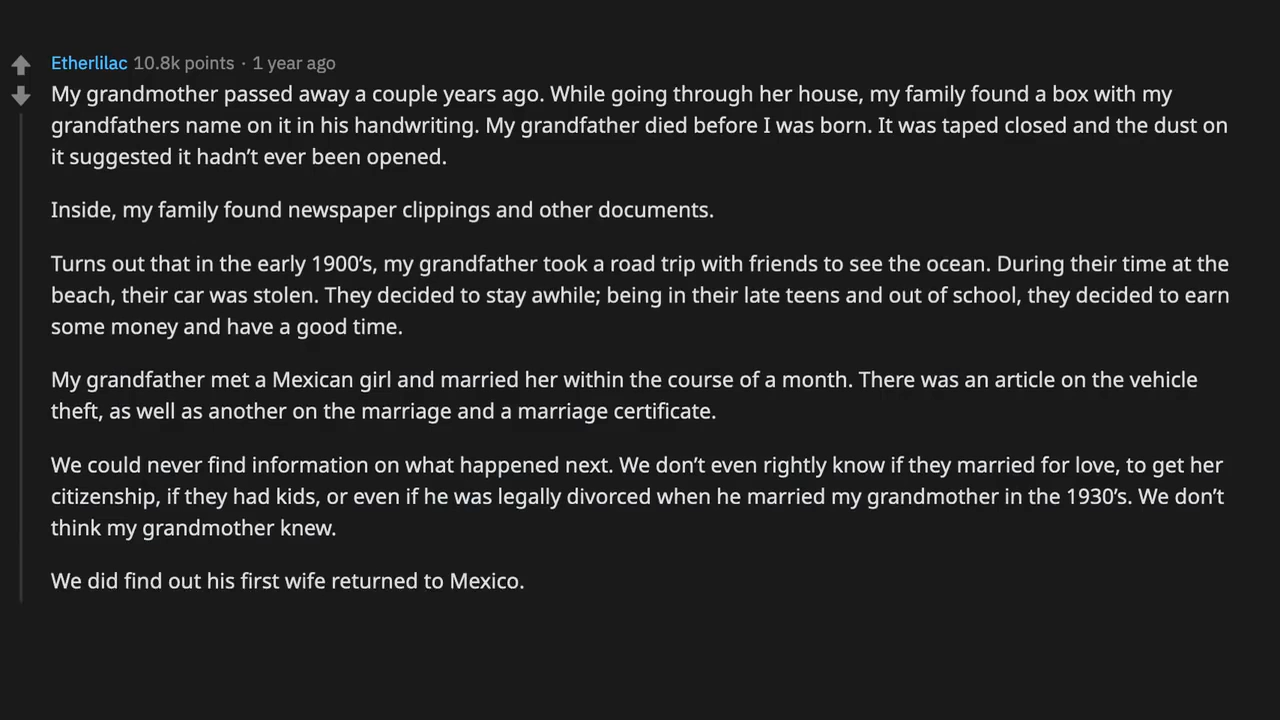 Etherlilac 10.8k points · 1 year ago
My grandmother passed away a couple years ago. While going through her house, my family found a box with my
grandfathers name on it in his handwriting. My grandfather died before I was born. It was taped closed and the dust on
it suggested it hadn’t ever been opened.
Inside, my family found newspaper clippings and other documents.
Turns out that in the early 1900’s, my grandfather took a road trip with friends to see the ocean. During their time at the
beach, their car was stolen. They decided to stay awhile; being in their late teens and out of school, they decided to earn
some money and have a good time.
My grandfather met a Mexican girl and married her within the course of a month. There was an article on the vehicle
theft, as well as another on the marriage and a marriage certificate.
We could never find information on what happened next. We don’t even rightly know if they married for love, to get her
citizenship, if they had kids, or even if he was legally divorced when he married my grandmother in the 1930’s. We don’t
think my grandmother knew.
We did find out his first wife returned to Mexico.